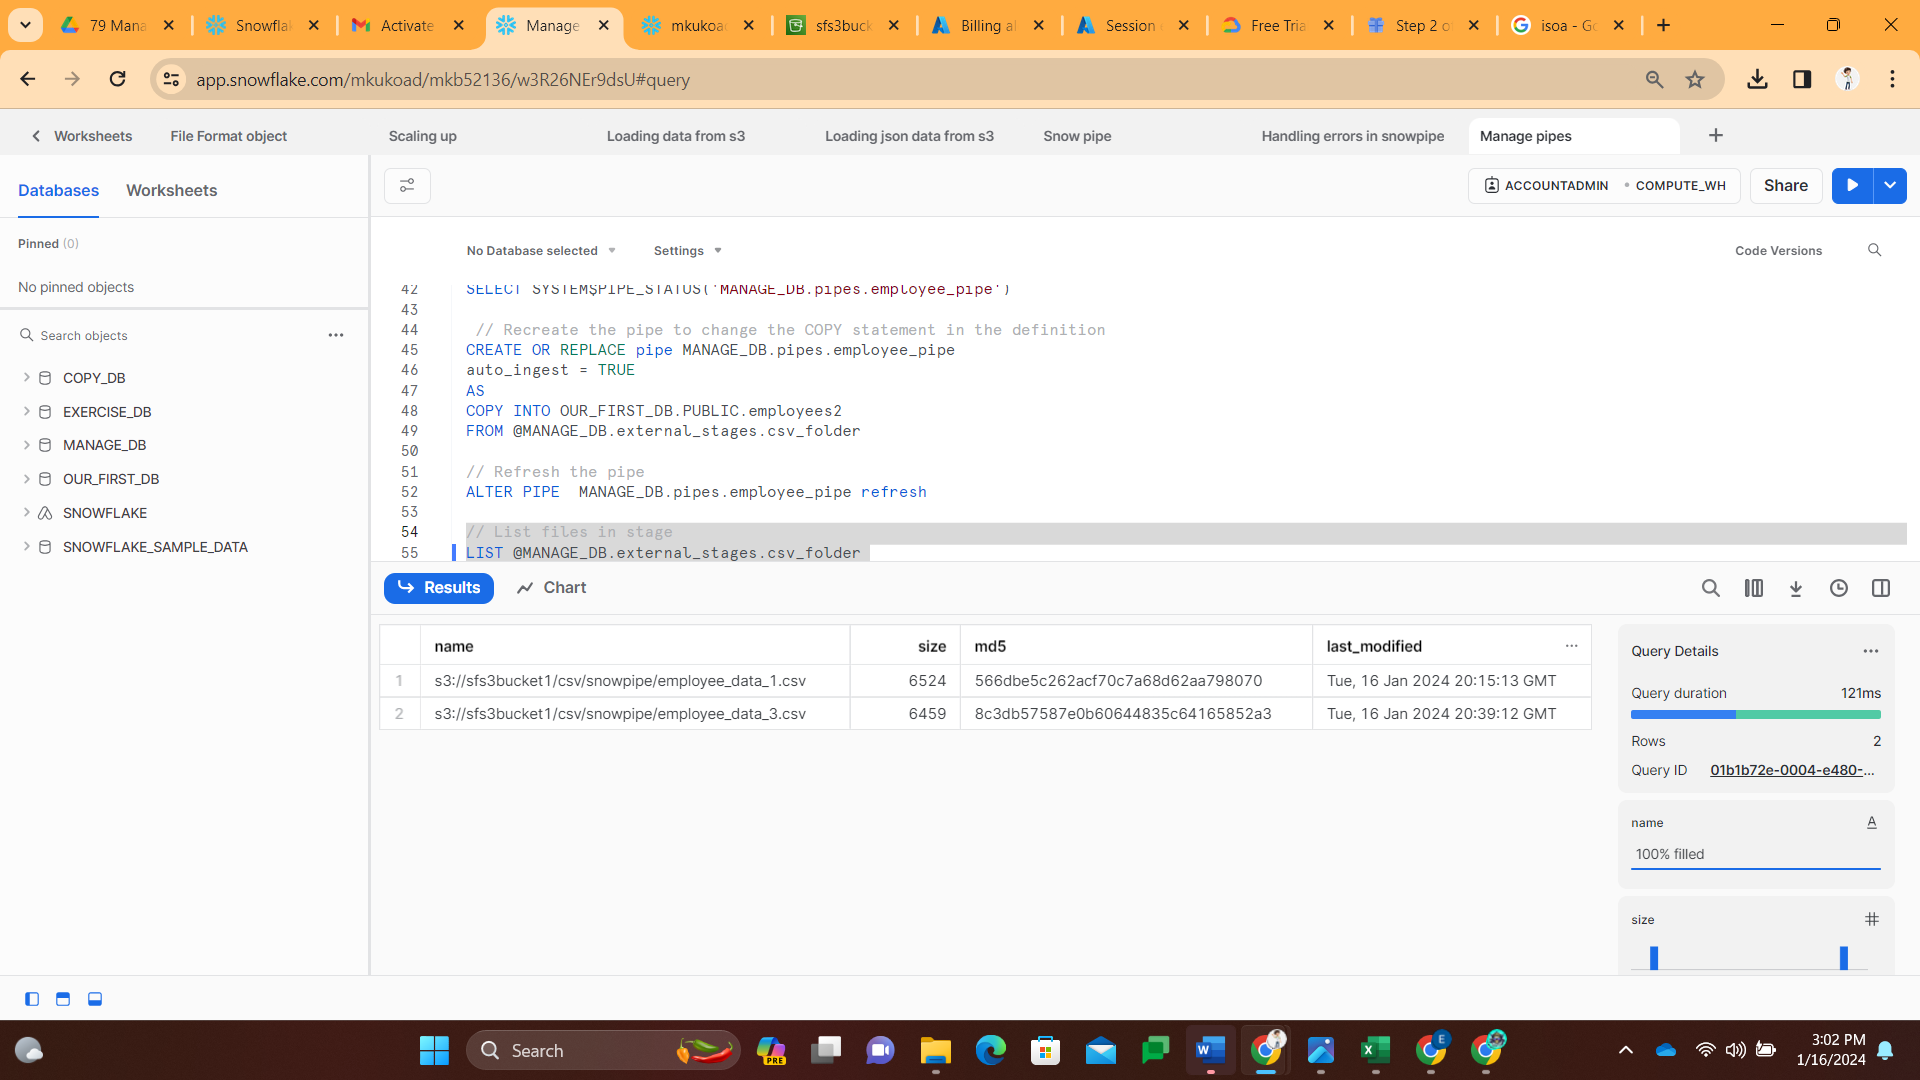 79 Mana
Snowflak
Activate
Manage
mkukoad
sfs3buck
Billing al
Session
Free Tria
Step 2 o
isoa - Go
app.snowflake.com/mkukoad/mkb52136/w3R26NEr9dsU#query
Worksheets
File Format object
Scaling up
Loading data from s3
Loading json data from s3
Snow pipe
Handling errors in snowpipe
Manage pipes
Databases
Worksheets
ACCOUNTADMIN
COMPUTE_WH
Share
Pinned (0)
No pinned objects
Search objects
COPY_DB
EXERCISE_DB
MANAGE_DB
OUR_FIRST_DB
SNOWFLAKE
SNOWFLAKE_SAMPLE_DATA
No Database selected
Settings
Code Versions
42 SELECT SYSTEM$PIPE_STATUS('MANAGE_DB.pipes.employee_pipe')
43
44 // Recreate the pipe to change the COPY statement in the definition
45 CREATE OR REPLACE pipe MANAGE_DB.pipes.employee_pipe
46 auto_ingest = TRUE
47 AS
48 COPY INTO OUR_FIRST_DB.PUBLIC.employees2
49 FROM @MANAGE_DB.external_stages.csv_folder
50
51 // Refresh the pipe
52 ALTER PIPE  MANAGE_DB.pipes.employee_pipe refresh
53
54 // List files in stage
55 LIST @MANAGE_DB.external_stages.csv_folder
Results
Chart
name size md5 last_modified
1 s3://sfs3bucket1/csv/snowpipe/employee_data_1.csv 6524 566dbe5c262acf70c7a68d62aa798070 Tue, 16 Jan 2024 20:15:13 GMT
2 s3://sfs3bucket1/csv/snowpipe/employee_data_3.csv 6459 8c3db57587e0b60644835c64165852a3 Tue, 16 Jan 2024 20:39:12 GMT
Query Details
Query duration 121ms
Rows 2
Query ID 01b1b72e-0004-e480-...
name A
100% filled
size #
Search
PRE
E
3:02 PM
1/16/2024